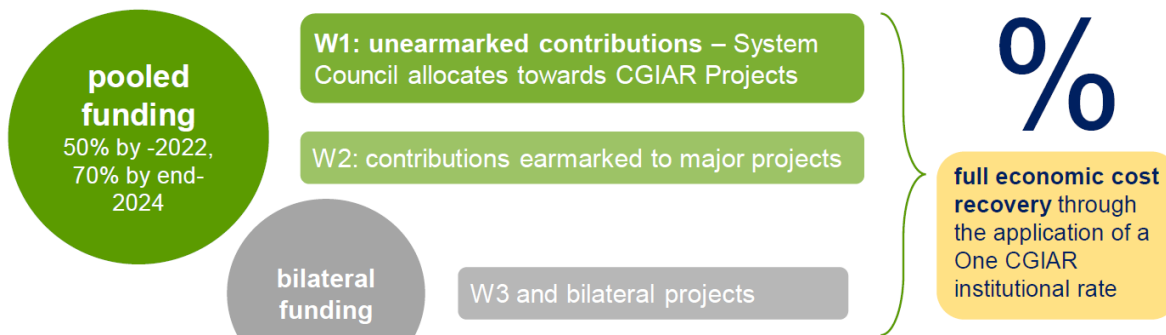 pooled
funding
50% by -2022,
70% by end-
2024
W1: unearmarked contributions – System
Council allocates towards CGIAR Projects
W2: contributions earmarked to major projects
bilateral
funding
W3 and bilateral projects
%
full economic cost
recovery through
the application of a
One CGIAR
institutional rate